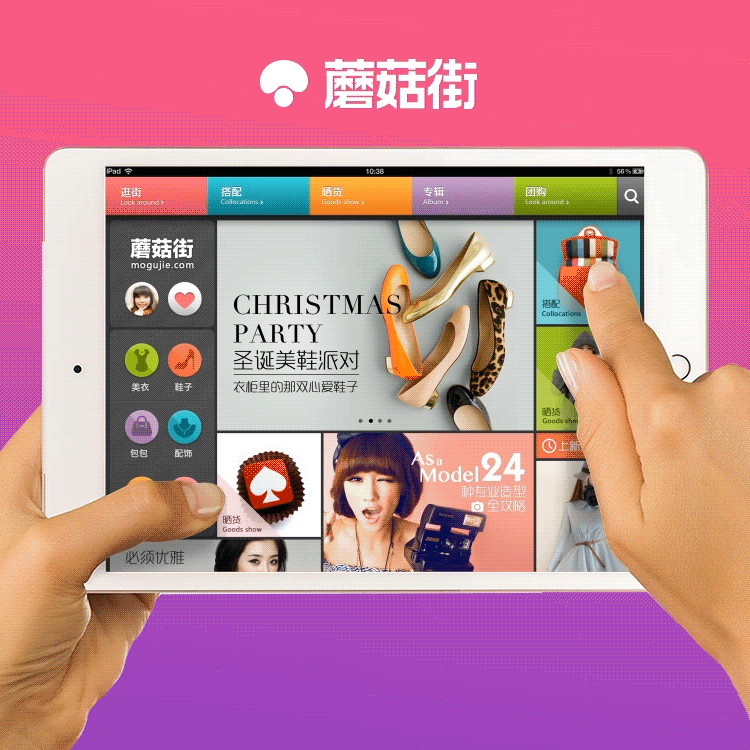 蘑菇街
iPad
10:38
56%
逛街
Look around
搭配
Collocations
晒货
Goods show
专辑
Album
团购
Look around
蘑菇街
mogujie.com
美衣
鞋子
包包
配饰
CHRISTMAS
PARTY
圣诞美鞋派对
衣柜里的那双心爱鞋子
搭配
Collocations
晒货
Goods show
上新
晒货
Goods show
As a
Model 24
种专业造型
全攻略
必须优雅